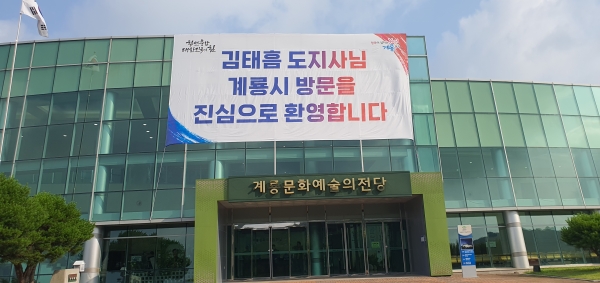 김태흠 도지사님
계룡시 방문을
진심으로 환영합니다
계룡문화예술의전당